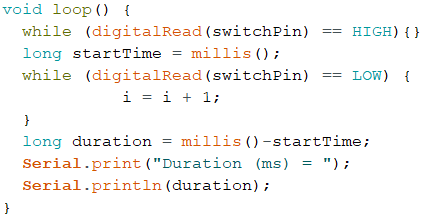 void loop() {
  while (digitalRead(switchPin) == HIGH){}
  long startTime = millis();
  while (digitalRead(switchPin) == LOW) {
            i = i + 1;
  }
  long duration = millis()-startTime;
  Serial.print("Duration (ms) = ");
  Serial.println(duration);
}